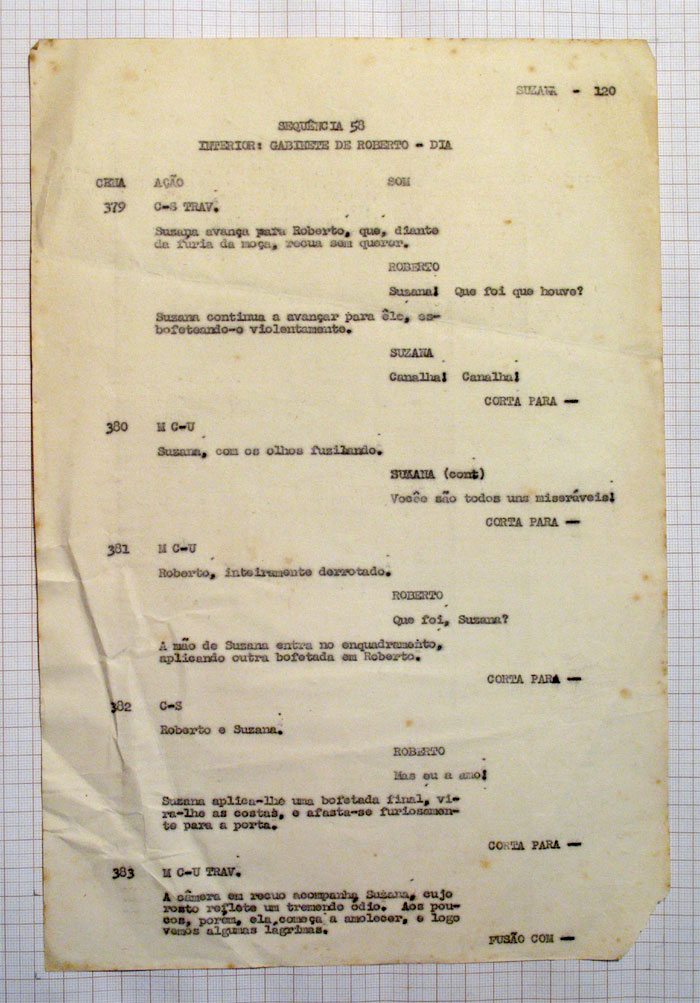 SUZANA - 120
SEQUÊNCIA 58
INTERIOR: GABINETE DE ROBERTO - DIA
CENA AÇÃO SOM
379 C-S TRAV.
Suzana avança para Roberto, que, diante
da furia da moça, recua sem querer.
ROBERTO
Suzana! Que foi que houve?
Suzana continua a avançar para êle, es-
bofeteando-o violentamente.
SUZANA
Canalha! Canalha!
CORTA PARA —
380 M C-U
Suzana, com os olhos fuzilando.
SUZANA (cont)
Vocês são todos uns miseráveis!
CORTA PARA —
381 M C-U
Roberto, inteiramente derrotado.
ROBERTO
Que foi, Suzana?
A mão de Suzana entra no enquadramento,
aplicando outra bofetada em Roberto.
CORTA PARA —
382 C-S
Roberto e Suzana.
ROBERTO
Mas eu a amo!
Suzana aplica-lhe uma bofetada final, vi-
ra-lhe as costas, e afasta-se furiosamen-
te para a porta.
CORTA PARA —
383 M C-U TRAV.
A câmera em recuo acompanha Suzana, cujo
rosto reflete um tremendo ódio. Aos pou-
cos, porém, ela começa a amolecer, e logo
vemos algumas lagrimas.
FUSÃO COM —